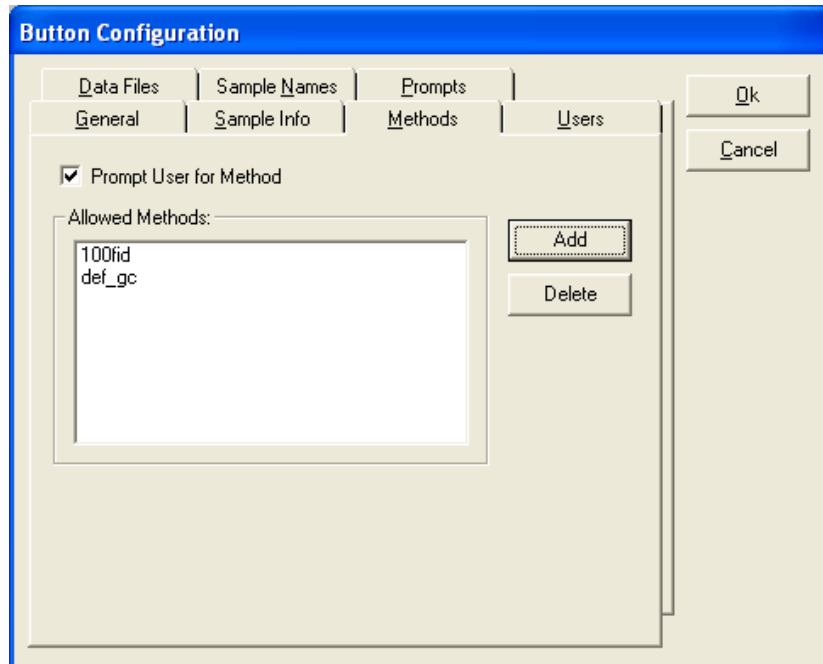 Button Configuration
Data Files Sample Names Prompts
Ok
General Sample Info Methods Users
Cancel
Prompt User for Method
Allowed Methods:
Add
100fid
def_gc
Delete